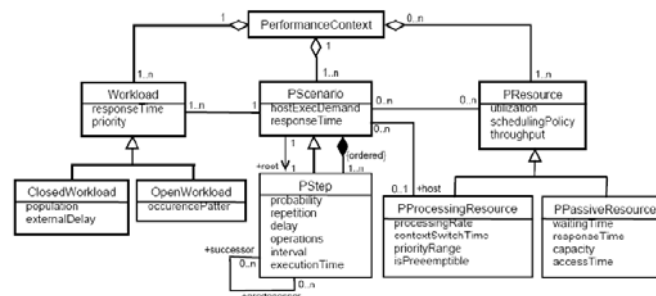 PerformanceContext
1
1
0..n
1..n
1..n
1..n
Workload
responseTime
priority
1..n
1
PScenario
hostExecDemand
responseTime
0..n
0..n
PResource
utilization
schedulingPolicy
throughput
0..n
1
{ordered}
+root
1
1..n
0..1
+host
ClosedWorkload
population
externalDelay
OpenWorkload
occurencePatter
PStep
probability
repetition
delay
operations
interval
executionTime
PProcessingResource
processingRate
contextSwitchTime
priorityRange
isPreeemptible
PPassiveResource
waitingTime
responseTime
capacity
accessTime
+successor
0..n
0..n